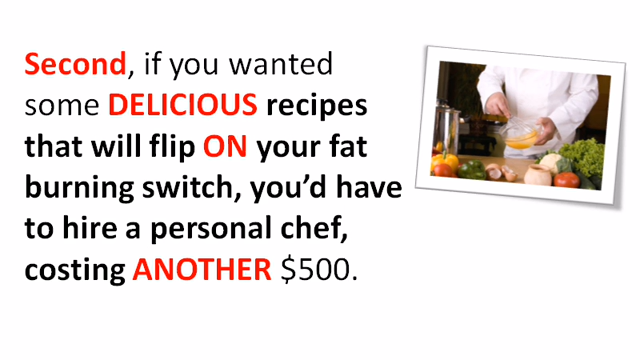 Second, if you wanted
some DELICIOUS recipes
that will flip ON your fat
burning switch, you’d have
to hire a personal chef,
costing ANOTHER $500.